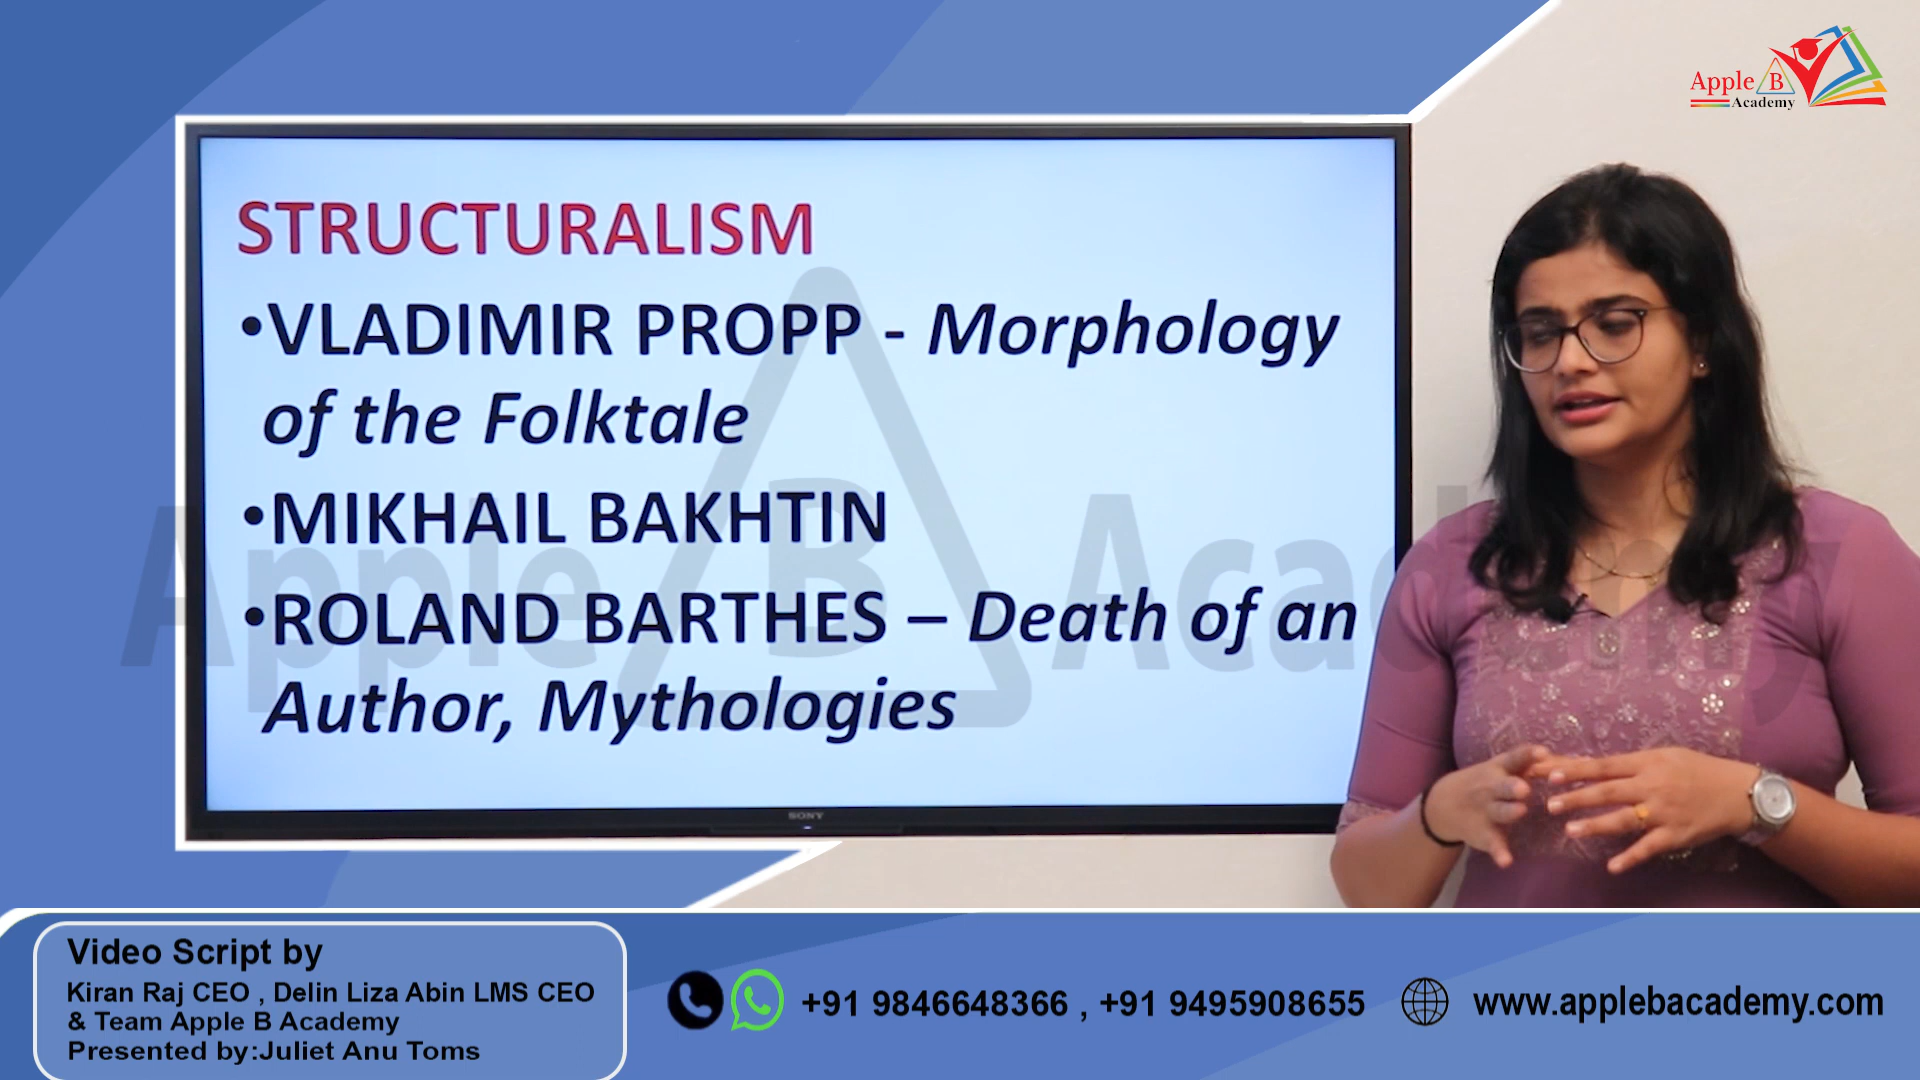 Apple B
Academy
STRUCTURALISM
•VLADIMIR PROPP - Morphology
of the Folktale
•MIKHAIL BAKHTIN
•ROLAND BARTHES – Death of an
Author, Mythologies
Apple B Academy
SONY
Video Script by
Kiran Raj CEO , Delin Liza Abin LMS CEO
& Team Apple B Academy
Presented by:Juliet Anu Toms
+91 9846648366 , +91 9495908655
www.applebacademy.com